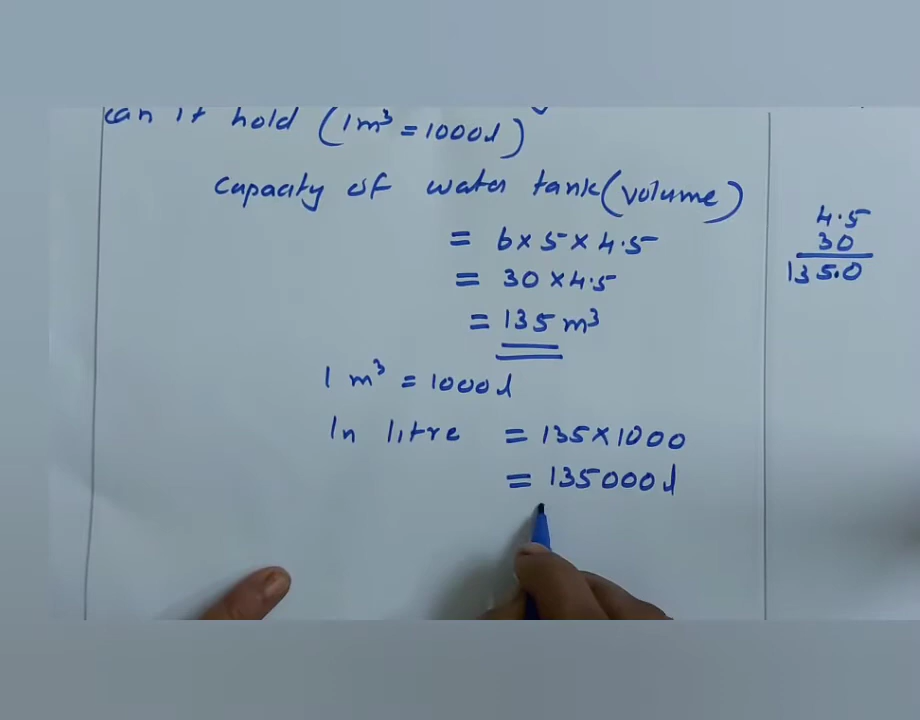 can it hold (1m³ = 1000l)
capacity of water tank (volume)
= 6 × 5 × 4.5
= 30 × 4.5
= 135 m³
1 m³ = 1000l
In litre = 135 × 1000
= 135000 l
4.5
30
135.0